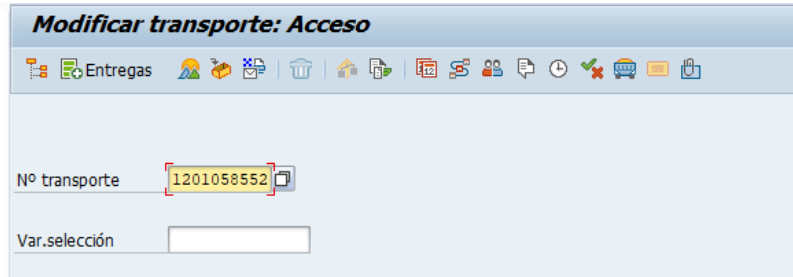 Modificar transporte: Acceso
Entregas
Nº transporte 1201058552
Var.selección